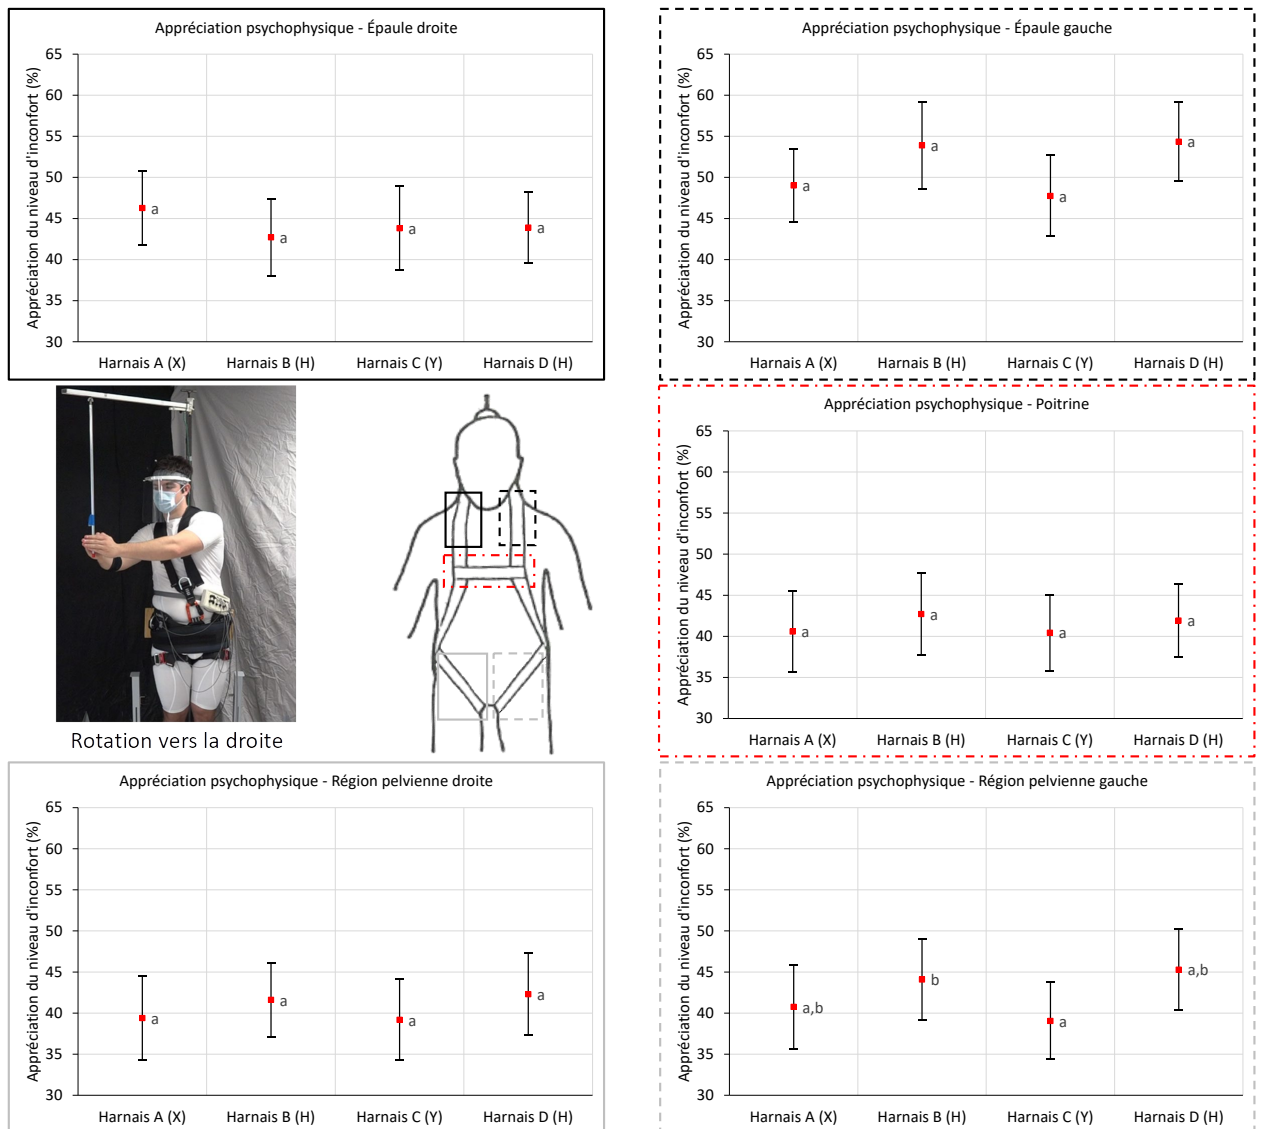 Appréciation psychophysique - Épaule droite
Appréciation du niveau d'inconfort (%)
65
60
55
50
45
40
35
30
a
a
a
a
Harnais A (X)
Harnais B (H)
Harnais C (Y)
Harnais D (H)
Appréciation psychophysique - Épaule gauche
Appréciation du niveau d'inconfort (%)
65
60
55
50
45
40
35
30
a
a
a
a
Harnais A (X)
Harnais B (H)
Harnais C (Y)
Harnais D (H)
Rotation vers la droite
Appréciation psychophysique - Poitrine
Appréciation du niveau d'inconfort (%)
65
60
55
50
45
40
35
30
a
a
a
a
Harnais A (X)
Harnais B (H)
Harnais C (Y)
Harnais D (H)
Appréciation psychophysique - Région pelvienne droite
Appréciation du niveau d'inconfort (%)
65
60
55
50
45
40
35
30
a
a
a
a
Harnais A (X)
Harnais B (H)
Harnais C (Y)
Harnais D (H)
Appréciation psychophysique - Région pelvienne gauche
Appréciation du niveau d'inconfort (%)
65
60
55
50
45
40
35
30
a,b
b
a
a,b
Harnais A (X)
Harnais B (H)
Harnais C (Y)
Harnais D (H)